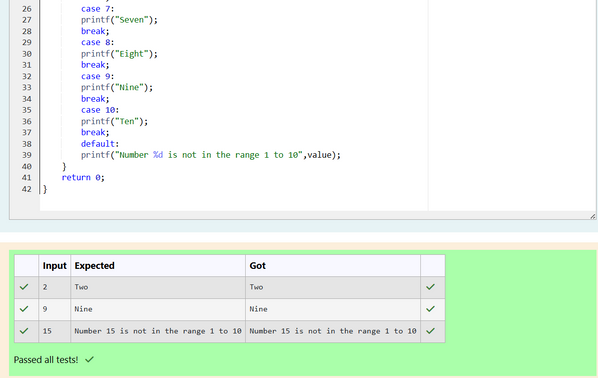 26 case 7:
27 printf("Seven");
28 break;
29 case 8:
30 printf("Eight");
31 break;
32 case 9:
33 printf("Nine");
34 break;
35 case 10:
36 printf("Ten");
37 break;
38 default:
39 printf("Number %d is not in the range 1 to 10",value);
40 }
41 return 0;
42 }
Input Expected Got
2 Two Two
9 Nine Nine
15 Number 15 is not in the range 1 to 10 Number 15 is not in the range 1 to 10
Passed all tests!